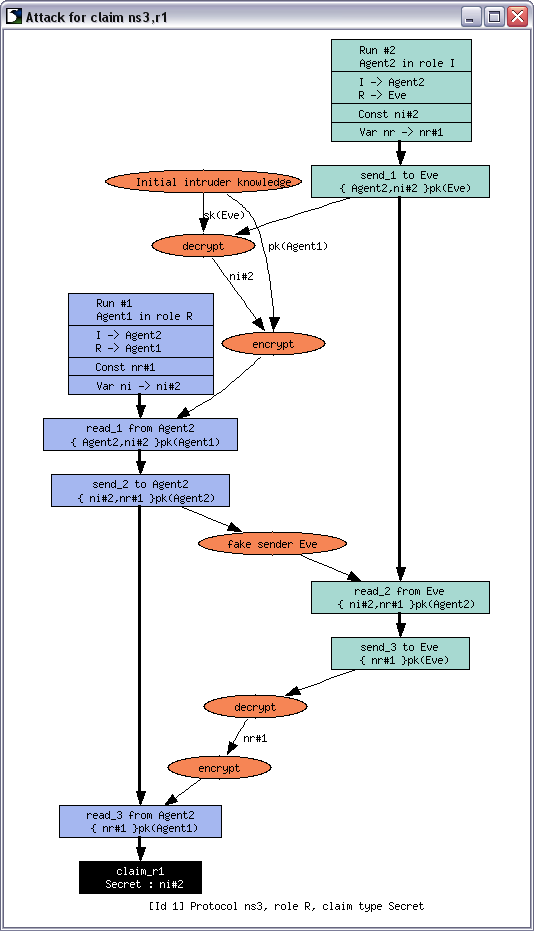 Attack for claim ns3,r1
Run #2
Agent2 in role I
I -> Agent2
R -> Eve
Const ni#2
Var nr -> nr#1
send_1 to Eve
{ Agent2,ni#2 }pk(Eve)
Initial intruder knowledge
sk(Eve)
decrypt
pk(Agent1)
ni#2
Run #1
Agent1 in role R
I -> Agent2
R -> Agent1
Const nr#1
Var ni -> ni#2
encrypt
read_1 from Agent2
{ Agent2,ni#2 }pk(Agent1)
send_2 to Agent2
{ ni#2,nr#1 }pk(Agent2)
fake sender Eve
read_2 from Eve
{ ni#2,nr#1 }pk(Agent2)
send_3 to Eve
{ nr#1 }pk(Eve)
decrypt
nr#1
encrypt
read_3 from Agent2
{ nr#1 }pk(Agent1)
claim_r1
Secret : ni#2
[Id 1] Protocol ns3, role R, claim type Secret